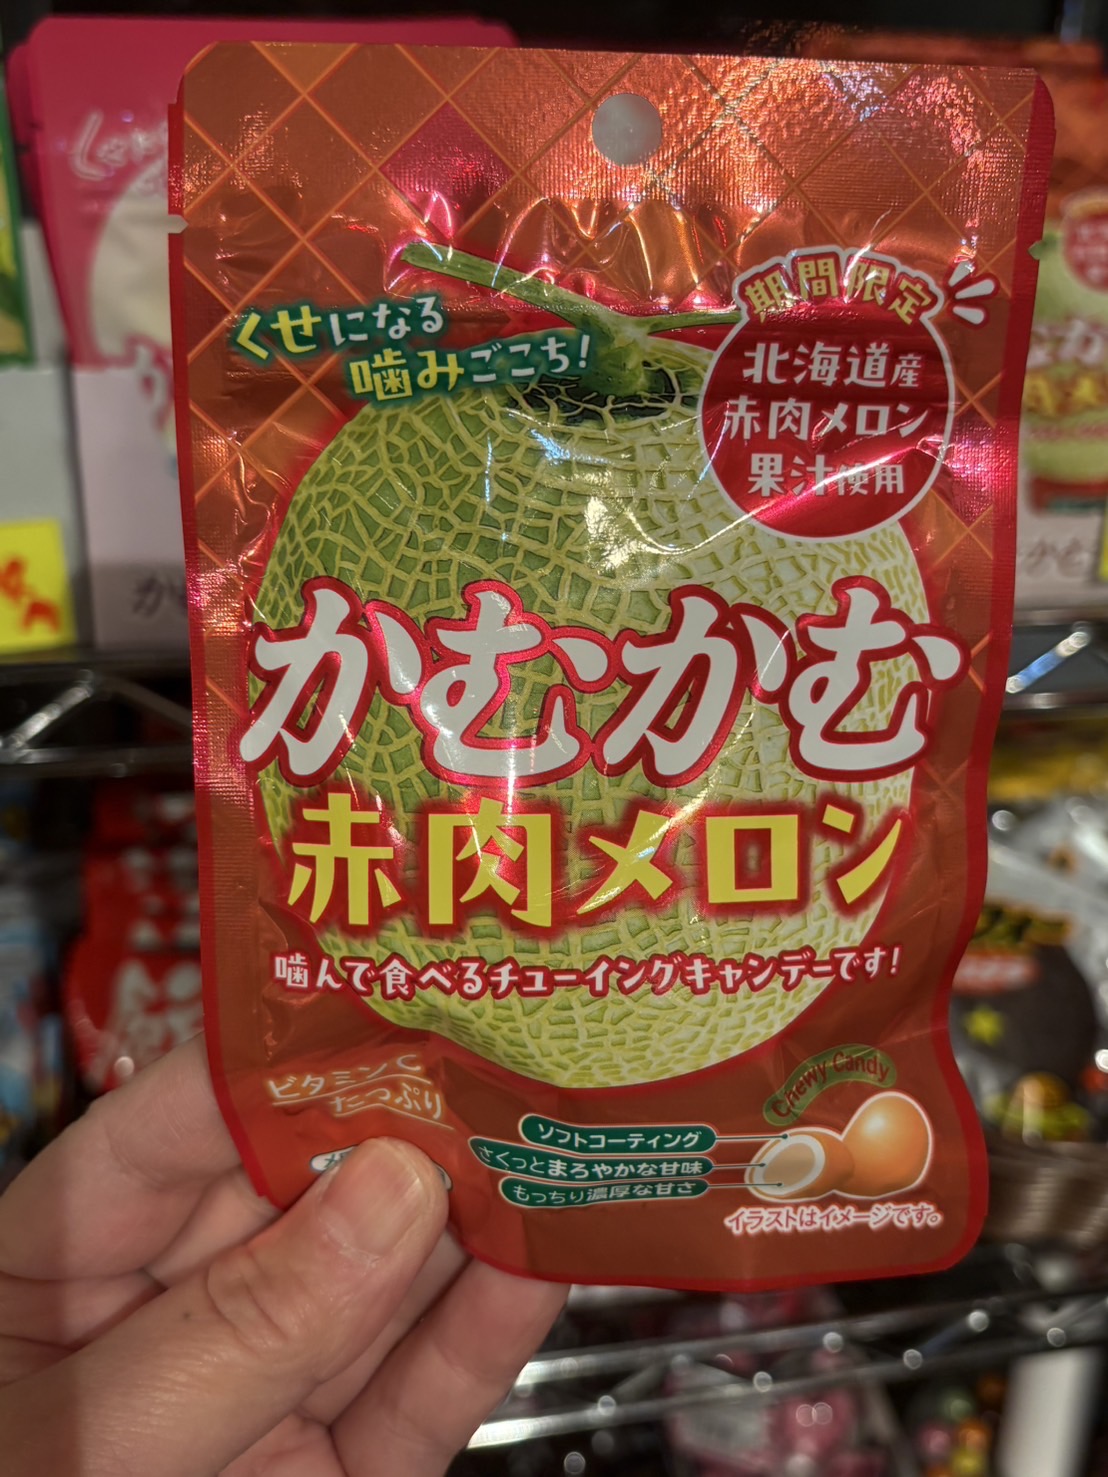 くせになる
噛みごこち!
期間限定
北海道産
赤肉メロン
果汁使用
かむかむ
赤肉メロン
噛んで食べるチューイングキャンデーです!
ビタミンC
たっぷり
Chewy Candy
ソフトコーティング
さくっとまろやかな甘味
もっちり濃厚な甘さ
イラストはイメージです。